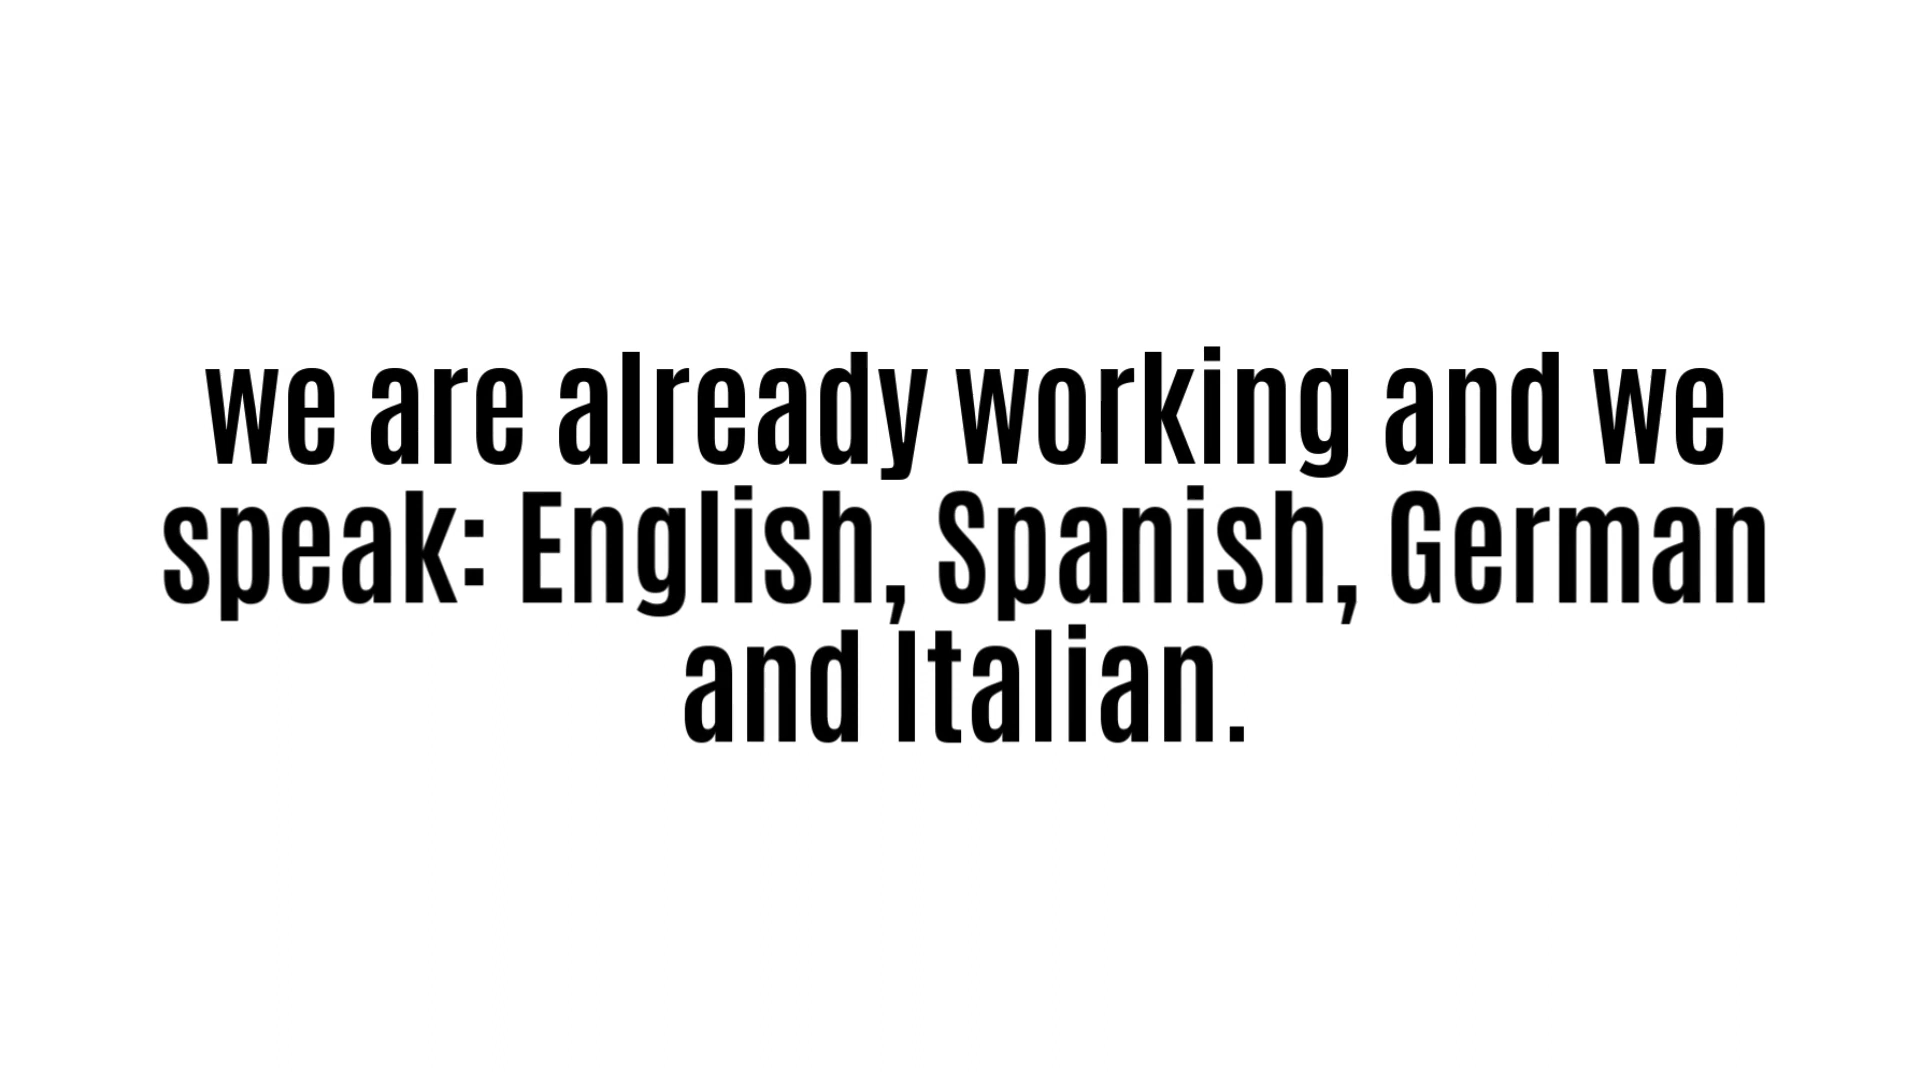 we are already working and we
speak: English, Spanish, German
and Italian.